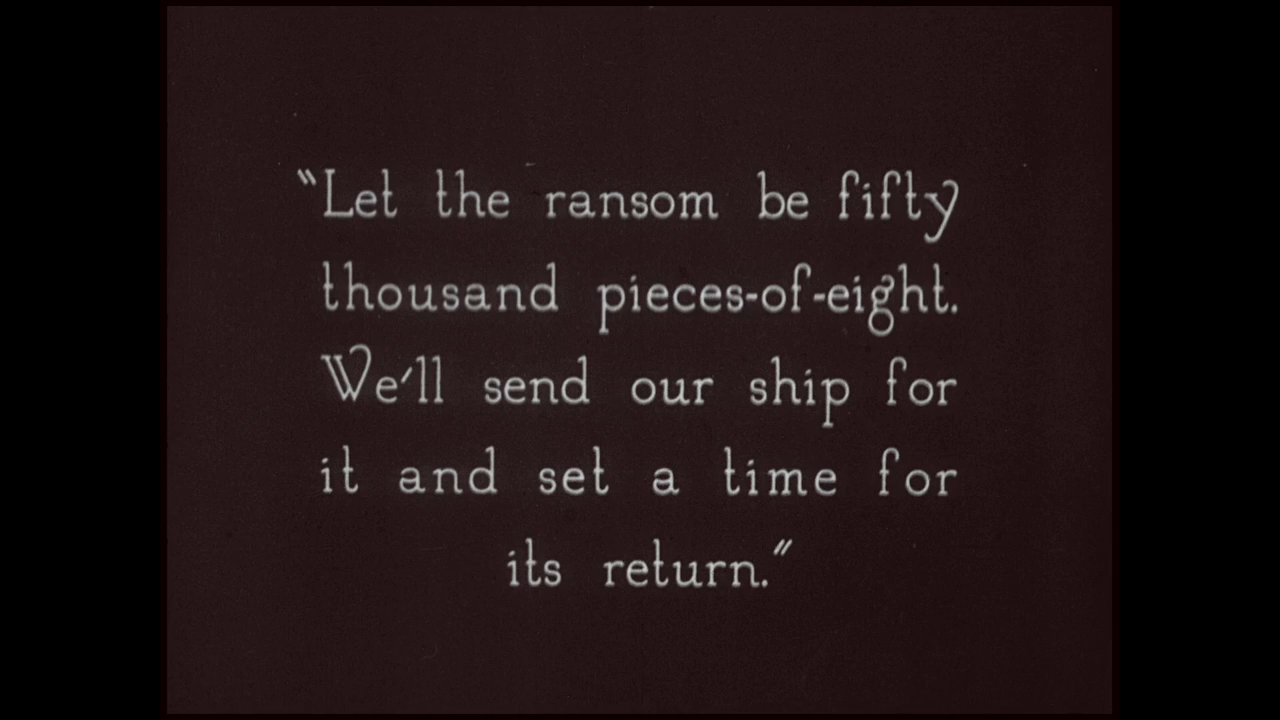 “Let the ransom be fifty
thousand pieces-of-eight.
We'll send our ship for
it and set a time for
its return.”